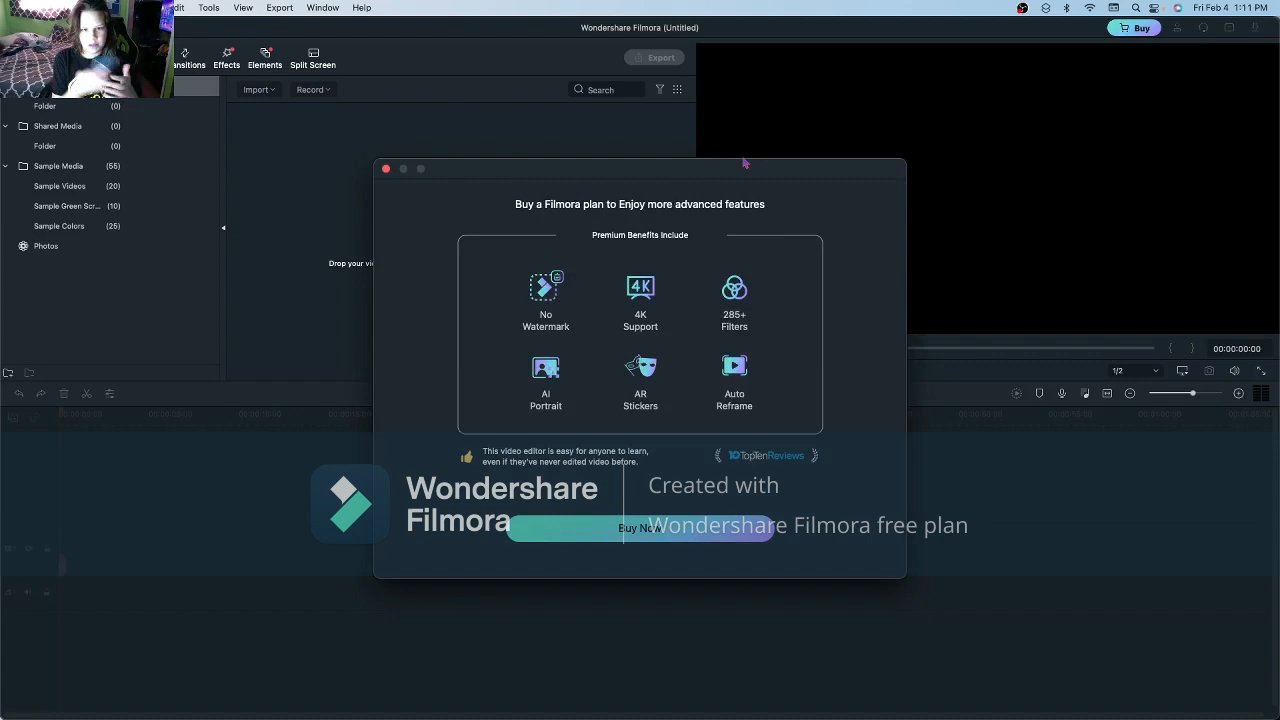 dit Tools View Export Window Help
Fri Feb 4 1:11 PM
Wondershare Filmora (Untitled)
Buy
Effects Elements Split Screen
Export
Import Record Search
Folder (0)
Shared Media (0)
Folder (0)
Sample Media (55)
Sample Videos (20)
Sample Green Scr... (10)
Sample Colors (25)
Photos
Buy a Filmora plan to Enjoy more advanced features
Premium Benefits Include
No
Watermark
4K
4K
Support
285+
Filters
AI
Portrait
AR
Stickers
Auto
Reframe
This video editor is easy for anyone to learn,
even if they've never edited video before.
TopTenReviews
Buy Now
Drop your vi
1/2
00:00:00:00
Wondershare
Filmora
Created with
Wondershare Filmora free plan